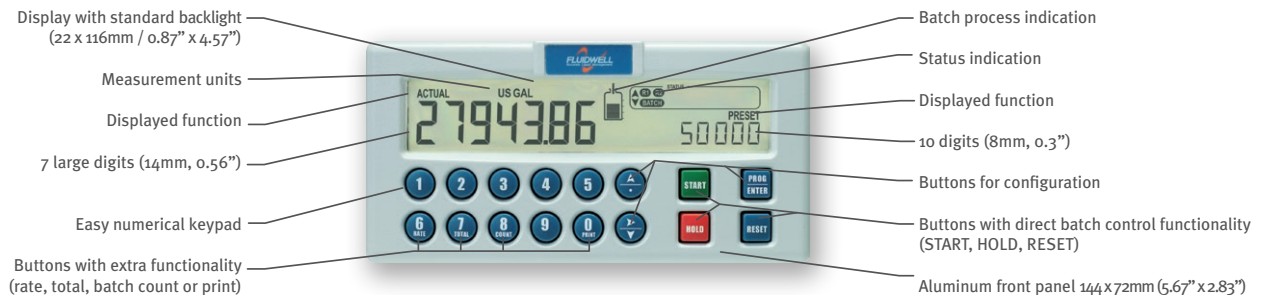 Display with standard backlight
(22 x 116mm / 0.87” x 4.57”)
Measurement units
Displayed function
7 large digits (14mm, 0.56”)
Easy numerical keypad
Buttons with extra functionality
(rate, total, batch count or print)
FLUIDWELL
ACTUAL US GAL
27943.86
STATUS
BATCH
PRESET
50000
1 2 3 4 5
START
PROG
ENTER
6 7 8 9 0
RATE TOTAL COUNT PRINT
HOLD
RESET
Batch process indication
Status indication
Displayed function
10 digits (8mm, 0.3”)
Buttons for configuration
Buttons with direct batch control functionality
(START, HOLD, RESET)
Aluminum front panel 144 x 72mm (5.67” x 2.83”)